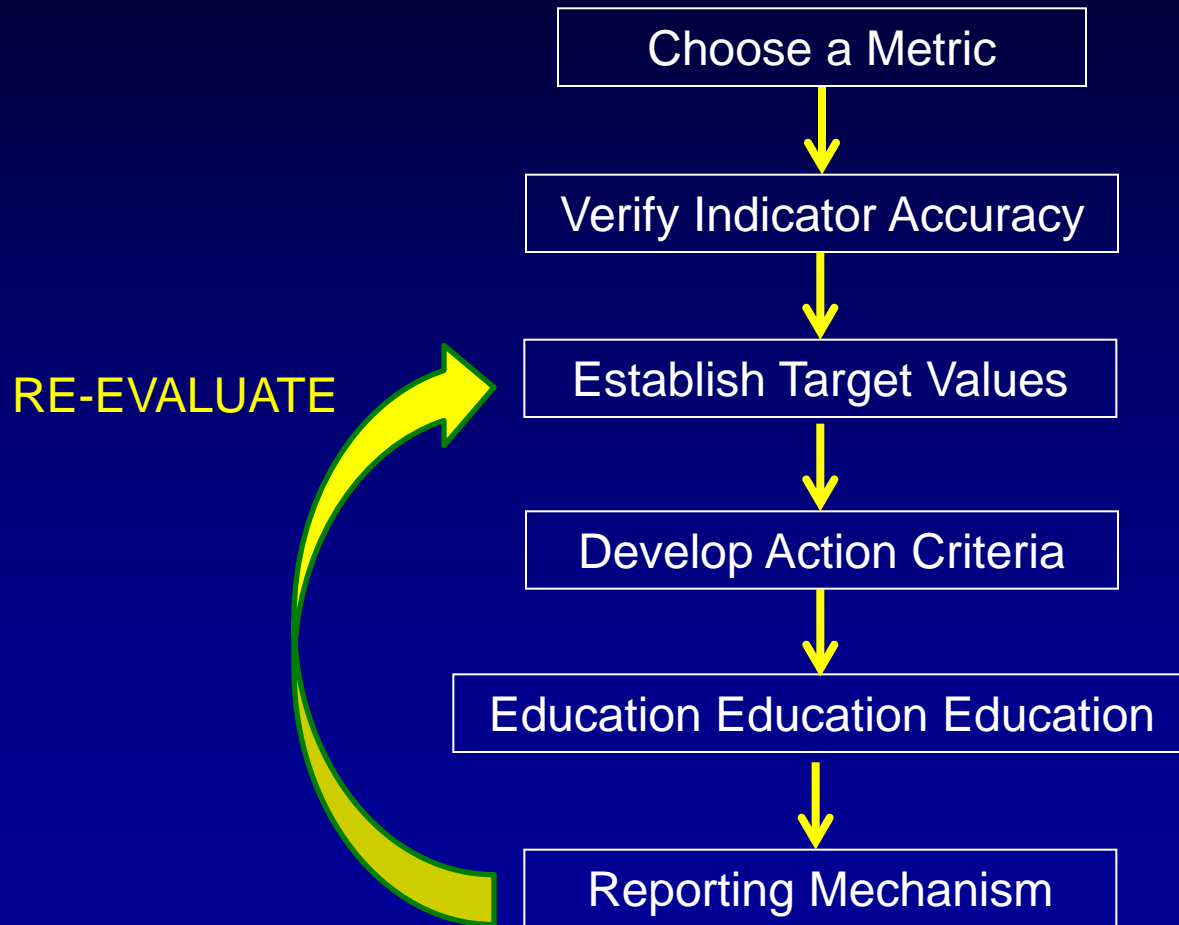 Choose a Metric
Verify Indicator Accuracy
Establish Target Values
RE-EVALUATE
Develop Action Criteria
Education Education Education
Reporting Mechanism